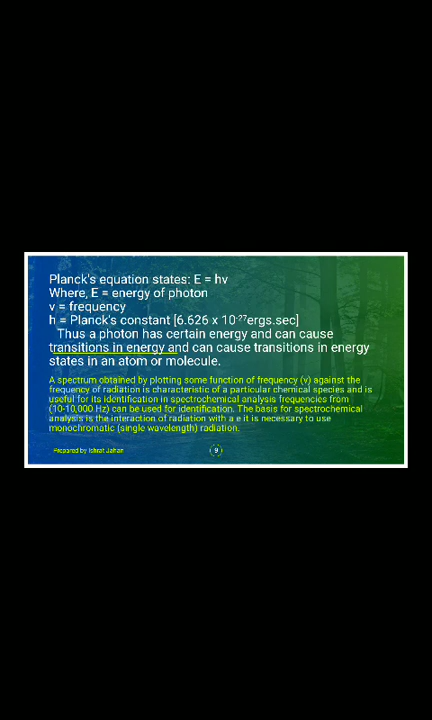 Planck's equation states: E = hv
Where, E = energy of photon
v = frequency
h = Planck's constant [6.626 x 10⁻²⁷ergs.sec]
Thus a photon has certain energy and can cause
transitions in energy and can cause transitions in energy
states in an atom or molecule.
A spectrum obtained by plotting some function of frequency (v) against the
frequency of radiation is characteristic of a particular chemical species and is
useful for its identification in spectrochemical analysis frequencies from
(10-10,000 Hz) can be used for identification. The basis for spectrochemical
analysis is the interaction of radiation with a e it is necessary to use
monochromatic (single wavelength) radiation.
Prepared by Ishrat Jahan
9